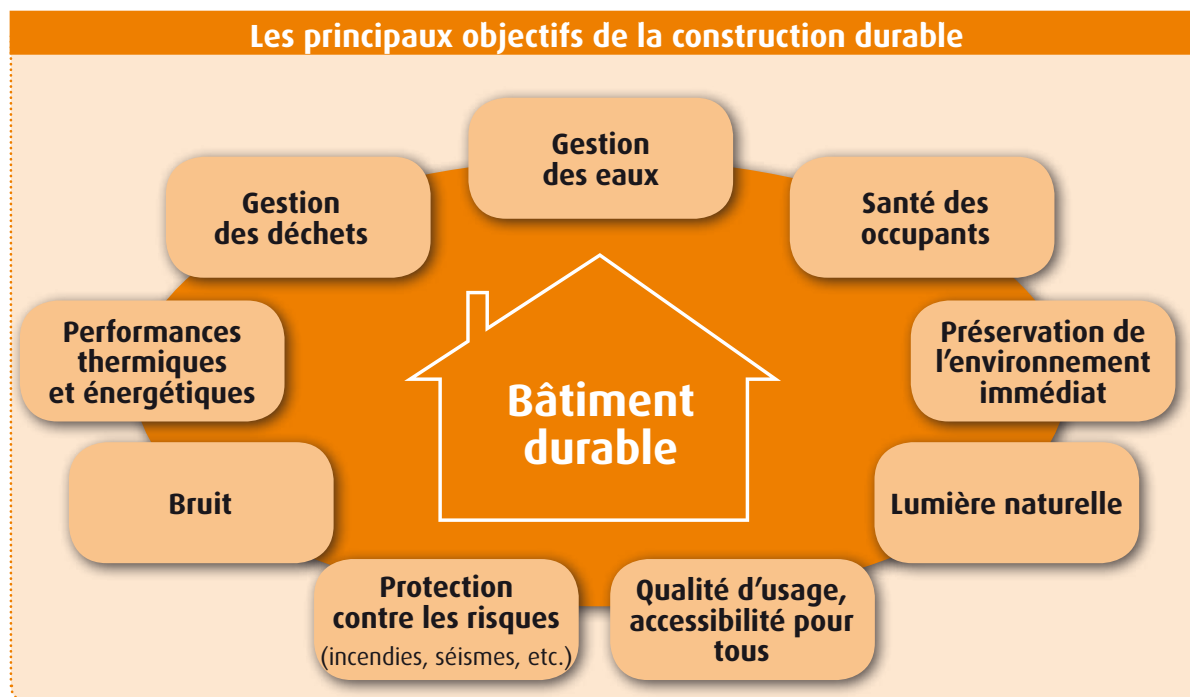 Les principaux objectifs de la construction durable
Gestion
des eaux
Gestion
des déchets
Santé des
occupants
Performances
thermiques
et énergétiques
Préservation de
l'environnement
immédiat
Bâtiment
durable
Bruit
Lumière naturelle
Protection
contre les risques
(incendies, séismes, etc.)
Qualité d'usage,
accessibilité pour
tous